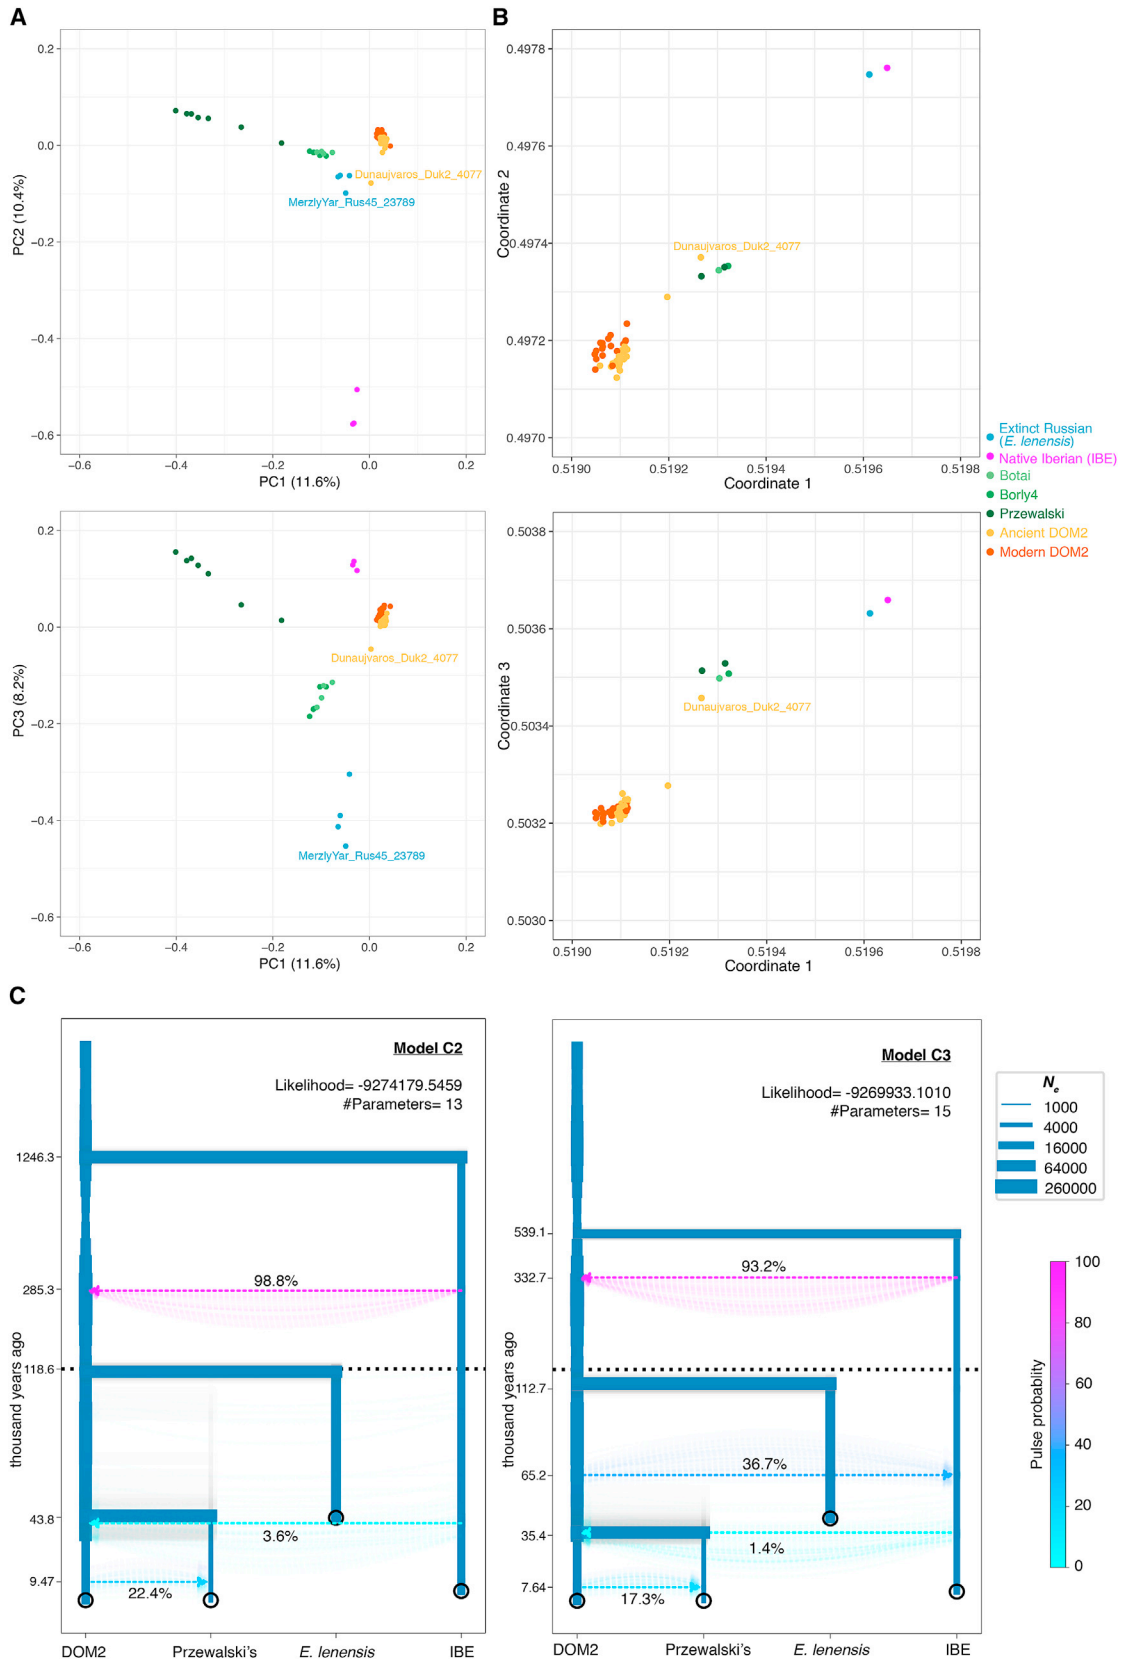 A
0.2
0.0
−0.2
−0.4
−0.6
PC2 (10.4%)
Dunaujvaros_Duk2_4077
MerzlyYar_Rus45_23789
−0.6 −0.4 −0.2 0.0 0.2
PC1 (11.6%)
B
0.4978
0.4976
0.4974
0.4972
0.4970
Coordinate 2
Dunaujvaros_Duk2_4077
0.5190 0.5192 0.5194 0.5196 0.5198
Coordinate 1
Extinct Russian
(E. lenensis)
Native Iberian (IBE)
Botai
Borly4
Przewalski
Ancient DOM2
Modern DOM2
0.2
0.0
−0.2
−0.4
−0.6
PC3 (8.2%)
Dunaujvaros_Duk2_4077
MerzlyYar_Rus45_23789
−0.6 −0.4 −0.2 0.0 0.2
PC1 (11.6%)
0.5038
0.5036
0.5034
0.5032
0.5030
Coordinate 3
Dunaujvaros_Duk2_4077
0.5190 0.5192 0.5194 0.5196 0.5198
Coordinate 1
C
Model C2
Likelihood= -9274179.5459
#Parameters= 13
1246.3
285.3
118.6
43.8
9.47
thousand years ago
98.8%
3.6%
22.4%
DOM2 Przewalski's E. lenensis IBE
Model C3
Likelihood= -9269933.1010
#Parameters= 15
539.1
332.7
112.7
65.2
35.4
7.64
thousand years ago
93.2%
36.7%
1.4%
17.3%
DOM2 Przewalski's E. lenensis IBE
Ne
1000
4000
16000
64000
260000
100
80
60
40
20
0
Pulse probablity